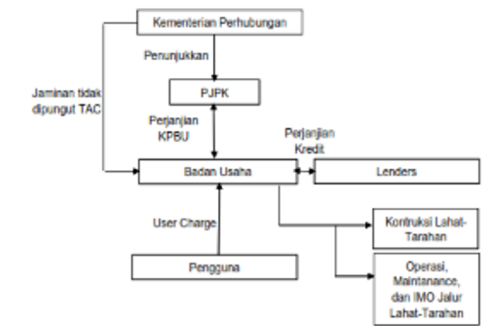 Kementerian Perhubungan
Penunjukkan
Jaminan tidak
dipungut TAC
PJPK
Perjanjian
KPBU
Perjanjian
Kredit
Badan Usaha
Lenders
User Charge
Kontruksi Lahat-
Tarahan
Pengguna
Operasi,
Maintanance,
dan IMO Jalur
Lahat-Tarahan